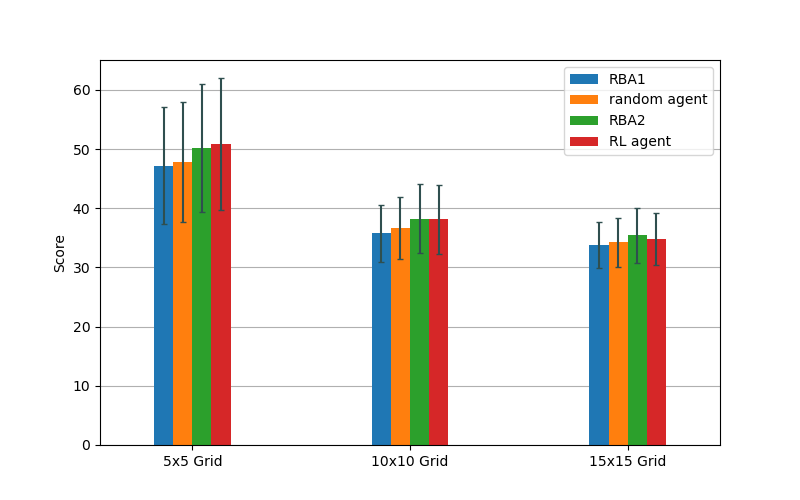 RBA1
random agent
RBA2
RL agent
Score
60
50
40
30
20
10
0
5x5 Grid
10x10 Grid
15x15 Grid